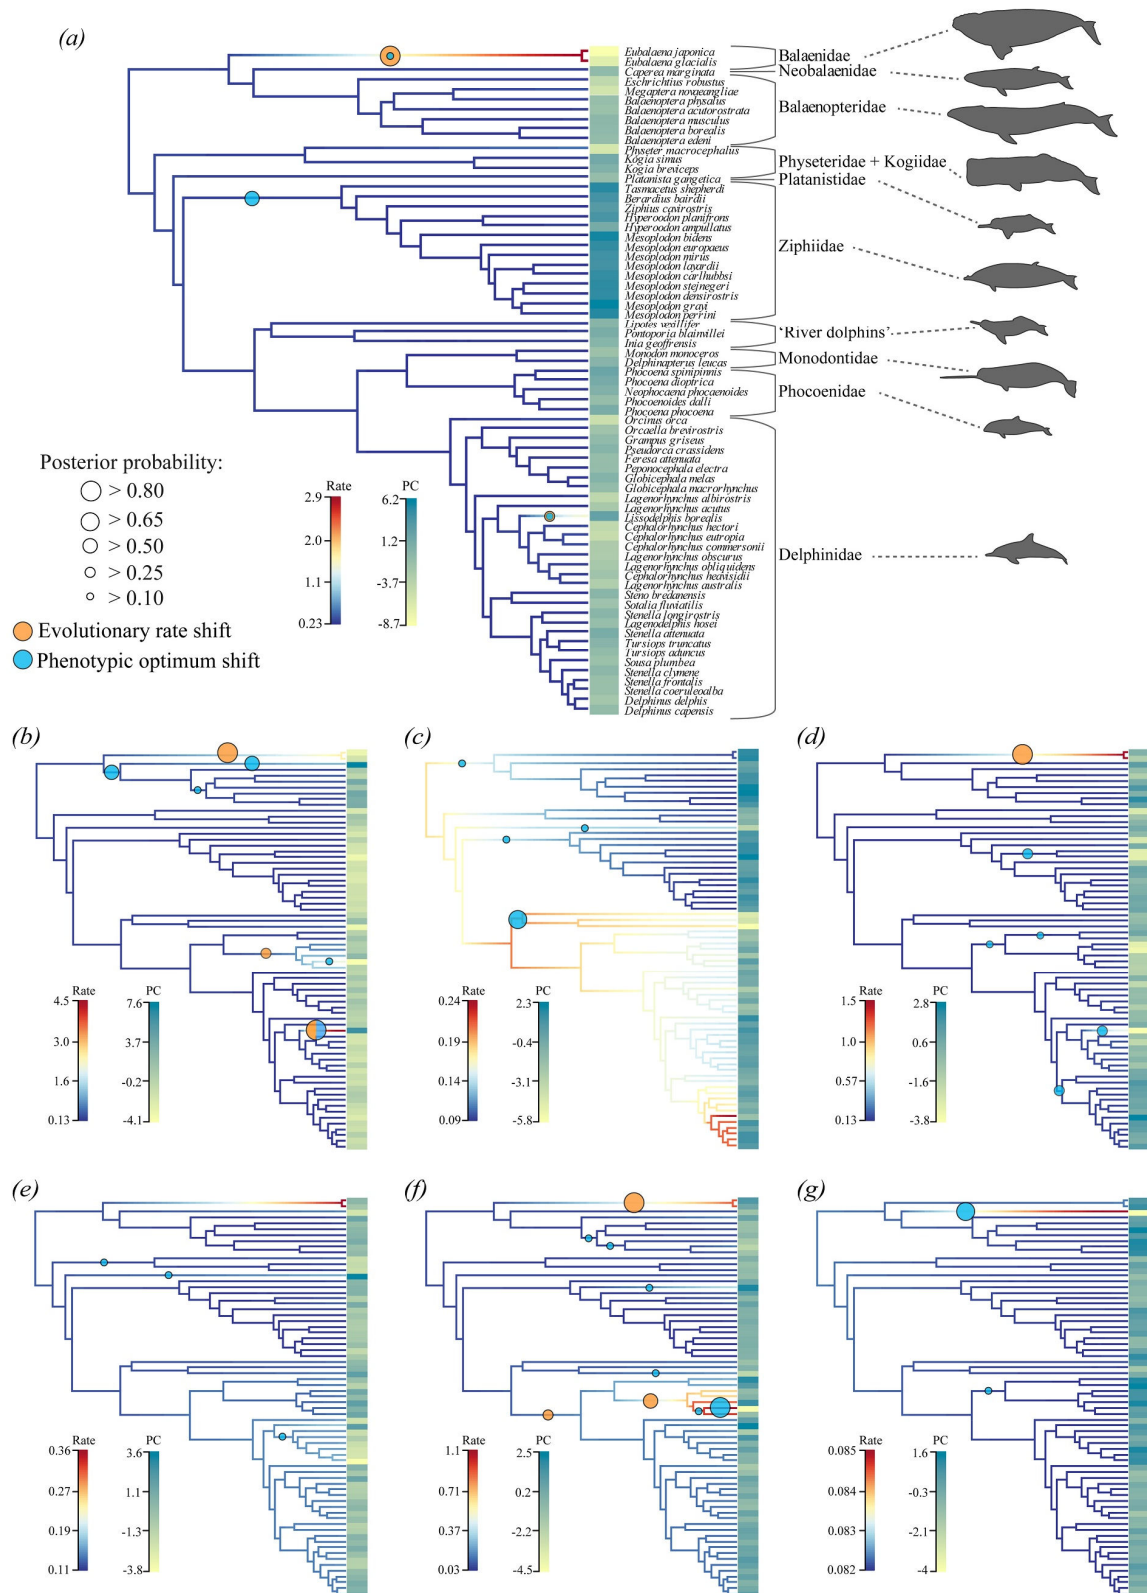 (a)
Eubalaena japonica
Eubalaena glacialis
Caperea marginata
Eschrichtius robustus
Megaptera novaeangliae
Balaenoptera physalus
Balaenoptera acutorostrata
Balaenoptera musculus
Balaenoptera borealis
Balaenoptera edeni
Physeter macrocephalus
Kogia simus
Kogia breviceps
Platanista gangetica
Tasmacetus shepherdi
Berardius bairdii
Ziphius cavirostris
Hyperoodon planifrons
Hyperoodon ampullatus
Mesoplodon bidens
Mesoplodon europaeus
Mesoplodon mirus
Mesoplodon layardii
Mesoplodon carlhubbsi
Mesoplodon stejnegeri
Mesoplodon densirostris
Mesoplodon grayi
Mesoplodon perrini
Lipotes vexillifer
Pontoporia blainvillei
Inia geoffrensis
Monodon monoceros
Delphinapterus leucas
Phocoena spinipinnis
Phocoena dioptrica
Neophocaena phocaenoides
Phocoenoides dalli
Phocoena phocoena
Orcinus orca
Orcaella brevirostris
Grampus griseus
Pseudorca crassidens
Feresa attenuata
Peponocephala electra
Globicephala melas
Globicephala macrorhynchus
Lagenorhynchus albirostris
Lagenorhynchus acutus
Lissodelphis borealis
Cephalorhynchus hectori
Cephalorhynchus eutropia
Cephalorhynchus commersonii
Lagenorhynchus obscurus
Lagenorhynchus obliquidens
Cephalorhynchus heavisidii
Lagenorhynchus australis
Steno bredanensis
Sotalia fluviatilis
Stenella longirostris
Lagenodelphis hosei
Stenella attenuata
Tursiops truncatus
Tursiops aduncus
Sousa plumbea
Stenella clymene
Stenella frontalis
Stenella coeruleoalba
Delphinus delphis
Delphinus capensis
Balaenidae
Neobalaenidae
Balaenopteridae
Physeteridae + Kogiidae
Platanistidae
Ziphiidae
'River dolphins'
Monodontidae
Phocoenidae
Delphinidae
Posterior probability:
> 0.80
> 0.65
> 0.50
> 0.25
> 0.10
Evolutionary rate shift
Phenotypic optimum shift
Rate
2.9
2.0
1.1
0.23
PC
6.2
1.2
-3.7
-8.7
(b)
Rate
4.5
3.0
1.6
0.13
PC
7.6
3.7
-0.2
-4.1
(c)
Rate
0.24
0.19
0.14
0.09
PC
2.3
-0.4
-3.1
-5.8
(d)
Rate
1.5
1.0
0.57
0.13
PC
2.8
0.6
-1.6
-3.8
(e)
Rate
0.36
0.27
0.19
0.11
PC
3.6
1.1
-1.3
-3.8
(f)
Rate
1.1
0.71
0.37
0.03
PC
2.5
0.2
-2.2
-4.5
(g)
Rate
0.085
0.084
0.083
0.082
PC
1.6
-0.3
-2.1
-4